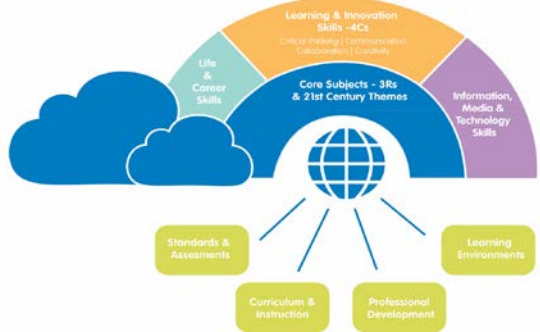 Learning & Innovation
Skills -4Cs
Critical Thinking | Communication
Collaboration | Creativity
Life
&
Career
Skills
Core Subjects - 3Rs
& 21st Century Themes
Information,
Media &
Technology
Skills
Standards &
Assesments
Learning
Environments
Curriculum &
Instruction
Professional
Development